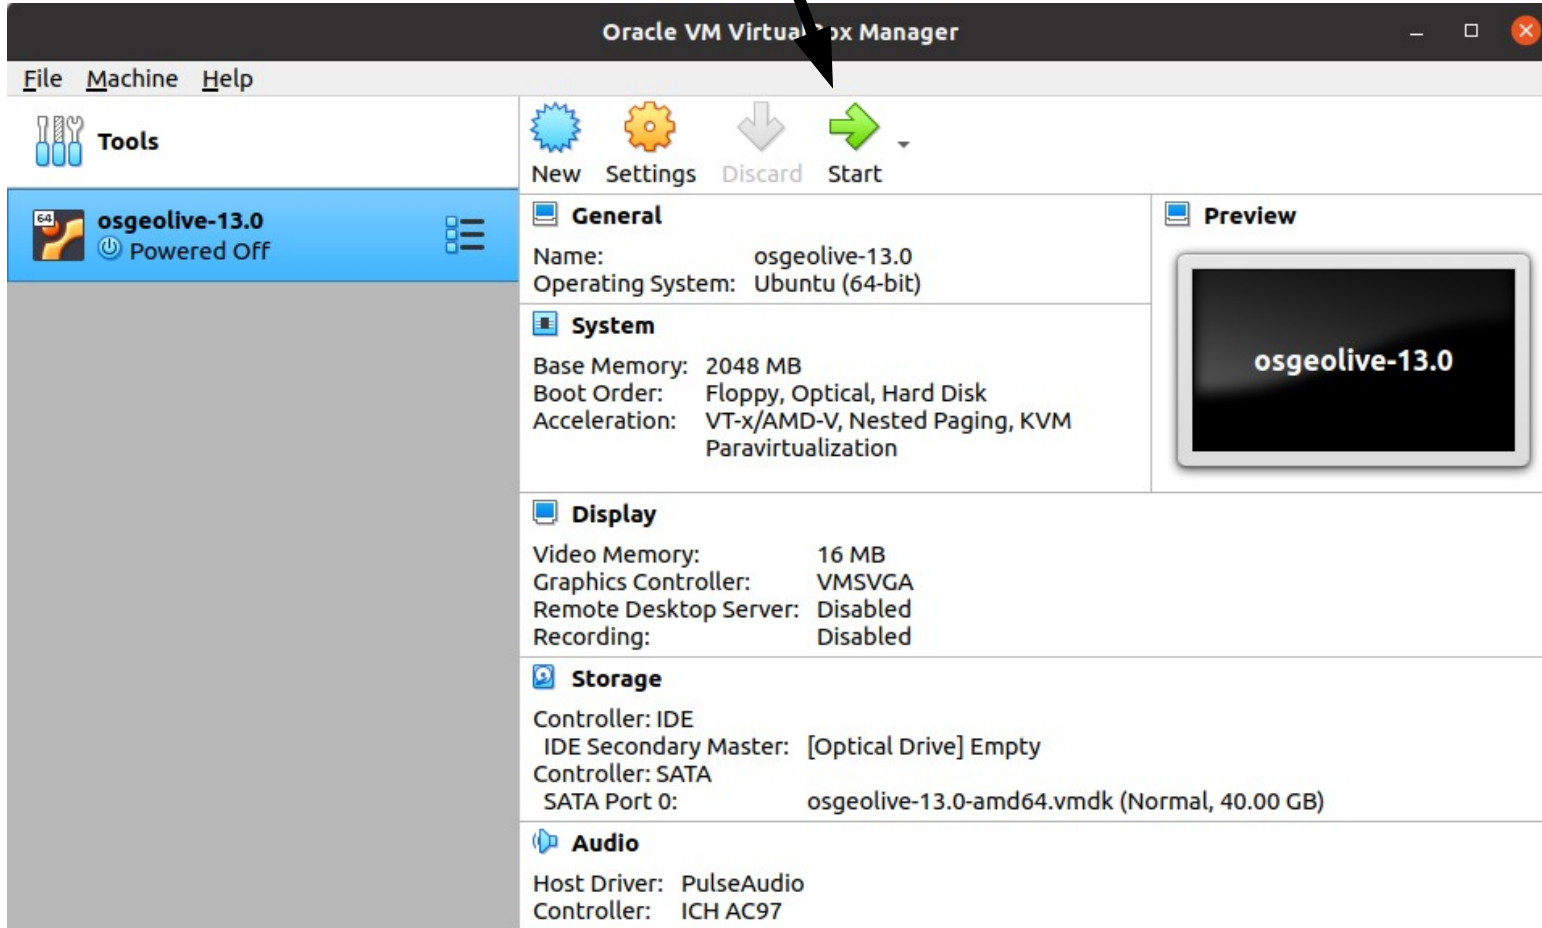 Oracle VM VirtualBox Manager
File Machine Help
Tools
New Settings Discard Start
64
osgeolive-13.0
Powered Off
General
Name: osgeolive-13.0
Operating System: Ubuntu (64-bit)
Preview
osgeolive-13.0
System
Base Memory: 2048 MB
Boot Order: Floppy, Optical, Hard Disk
Acceleration: VT-x/AMD-V, Nested Paging, KVM
Paravirtualization
Display
Video Memory: 16 MB
Graphics Controller: VMSVGA
Remote Desktop Server: Disabled
Recording: Disabled
Storage
Controller: IDE
IDE Secondary Master: [Optical Drive] Empty
Controller: SATA
SATA Port 0: osgeolive-13.0-amd64.vmdk (Normal, 40.00 GB)
Audio
Host Driver: PulseAudio
Controller: ICH AC97